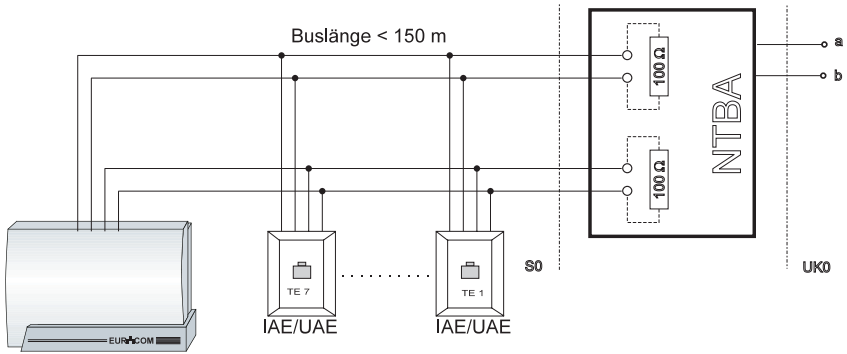 Buslänge < 150 m
a
b
100 Ω
NTBA
100 Ω
S0
UK0
TE 7
TE 1
IAE/UAE
IAE/UAE
EURACOM